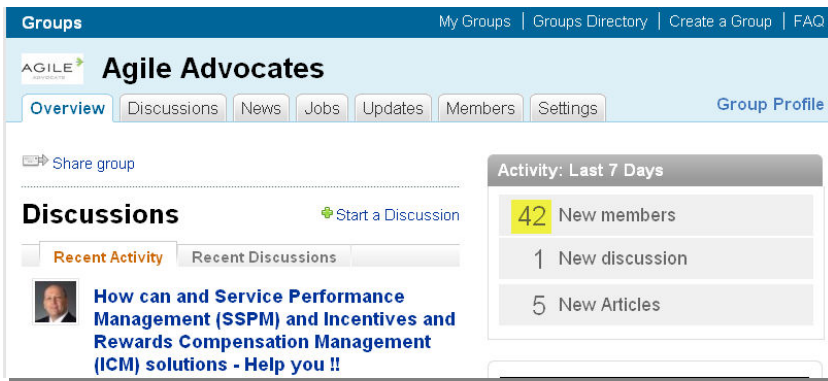 Groups
My Groups | Groups Directory | Create a Group | FAQ
AGILE
ADVOCATE
Agile Advocates
Overview Discussions News Jobs Updates Members Settings Group Profile
Share group
Discussions
Start a Discussion
Recent Activity Recent Discussions
How can and Service Performance
Management (SSPM) and Incentives and
Rewards Compensation Management
(ICM) solutions - Help you !!
Activity: Last 7 Days
42 New members
1 New discussion
5 New Articles